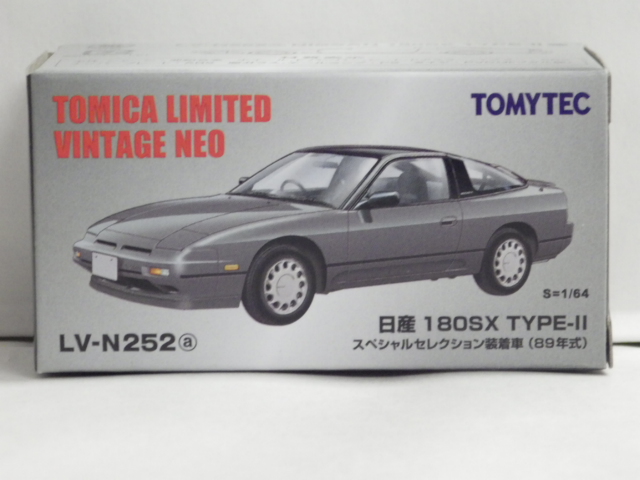 TOMICA LIMITED
VINTAGE NEO
TOMYTEC
S=1/64
日産 180SX TYPE-II
スペシャルセレクション装着車 (89年式)
LV-N252ⓐ